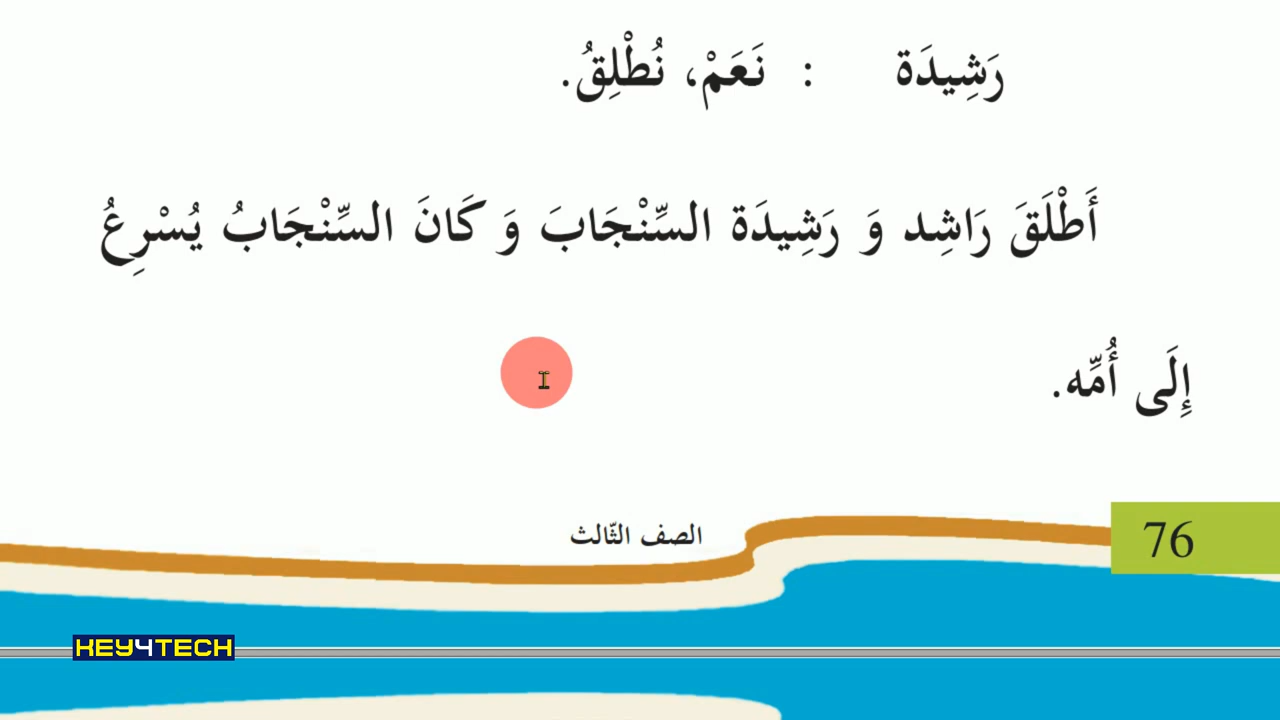 رَشِيدَة : نَعَمْ، نُطْلِقُ.
أَطْلَقَ رَاشِد وَ رَشِيدَة السِّنْجَابَ وَ كَانَ السِّنْجَابُ يُسْرِعُ
إِلَى أُمِّه.
الصف الثّالث
76
KEY4TECH